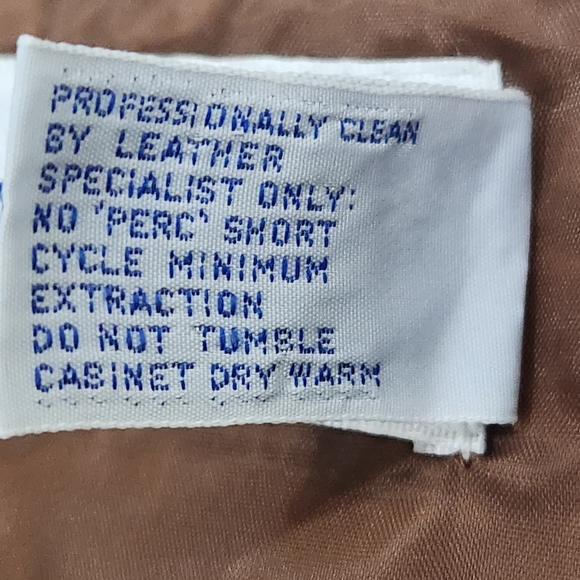 PROFESSIONALLY CLEAN
BY LEATHER
SPECIALIST ONLY:
NO 'PERC' SHORT
CYCLE MINIMUM
EXTRACTION
DO NOT TUMBLE
CABINET DRY WARM